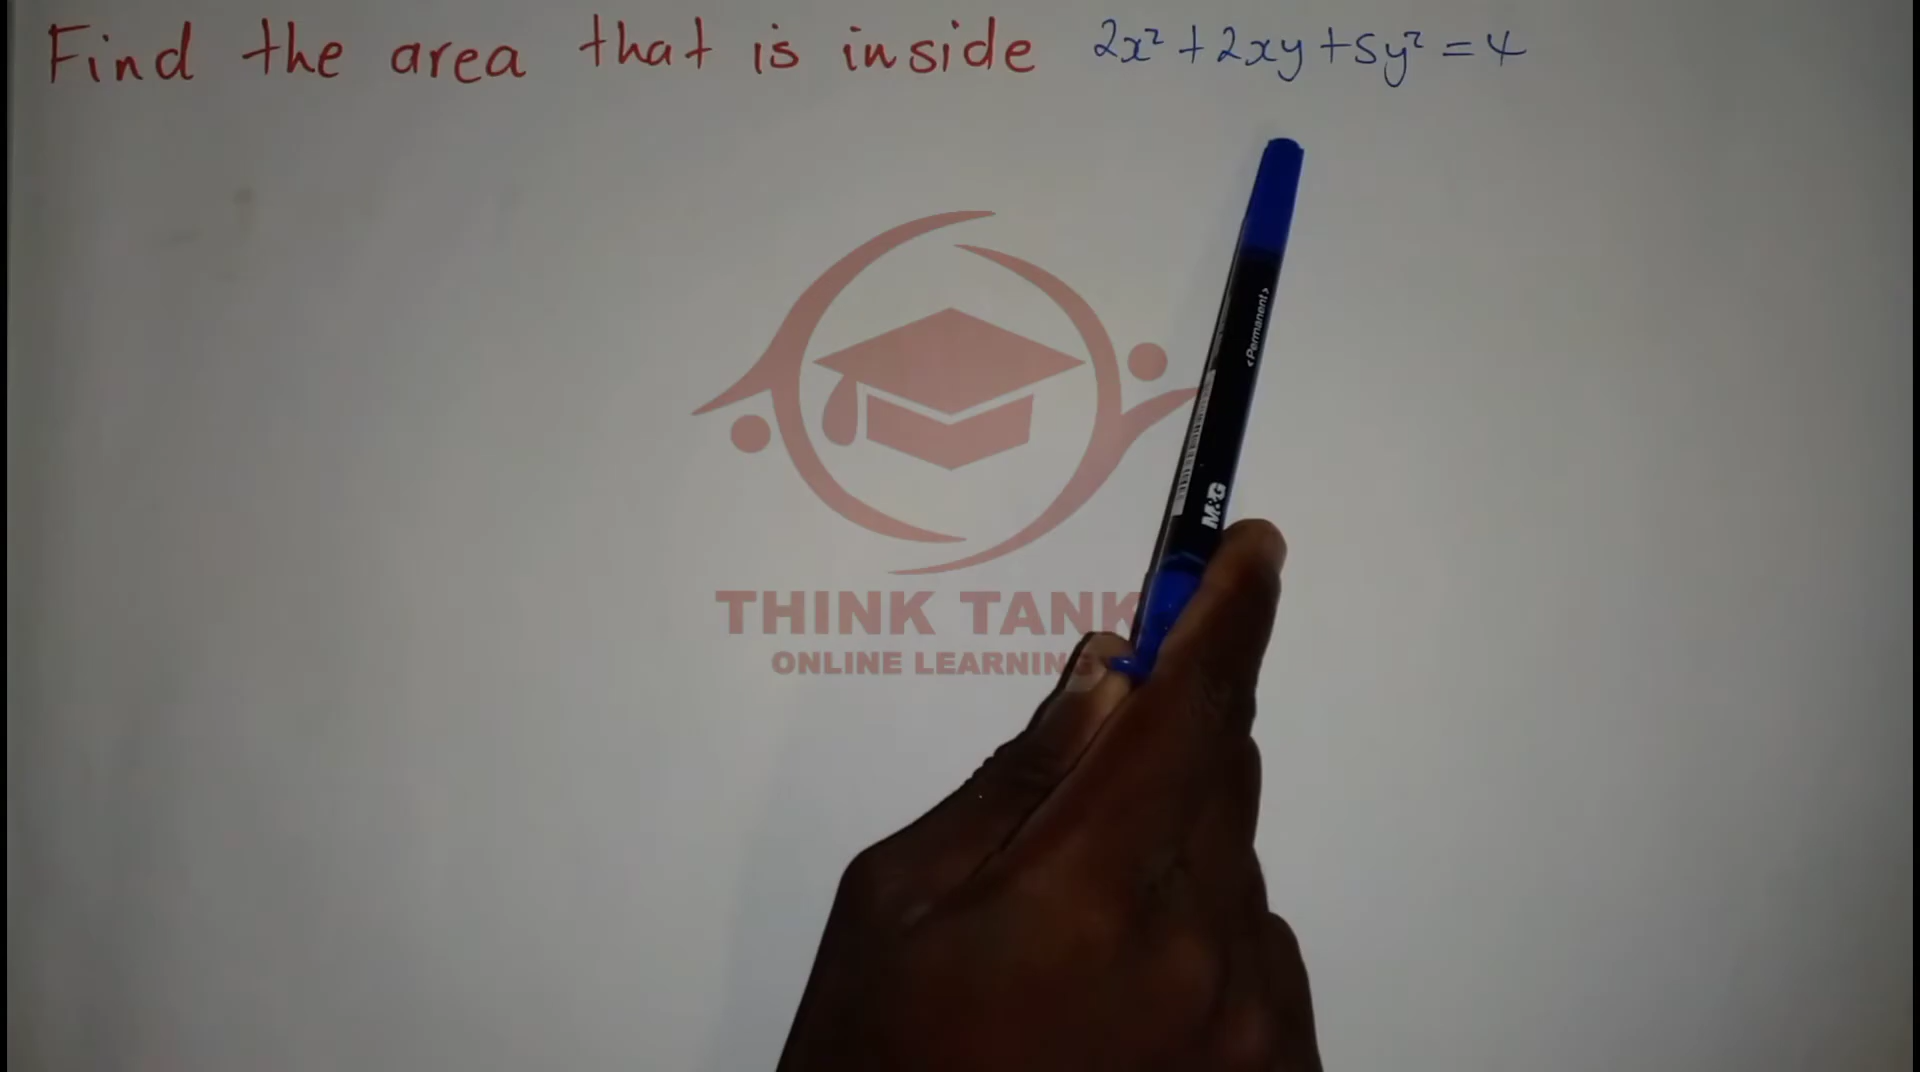 Find the area that is inside 2x² + 2xy + 5y² = 4
<Permanent>
M&G
THINK TANK
ONLINE LEARNING